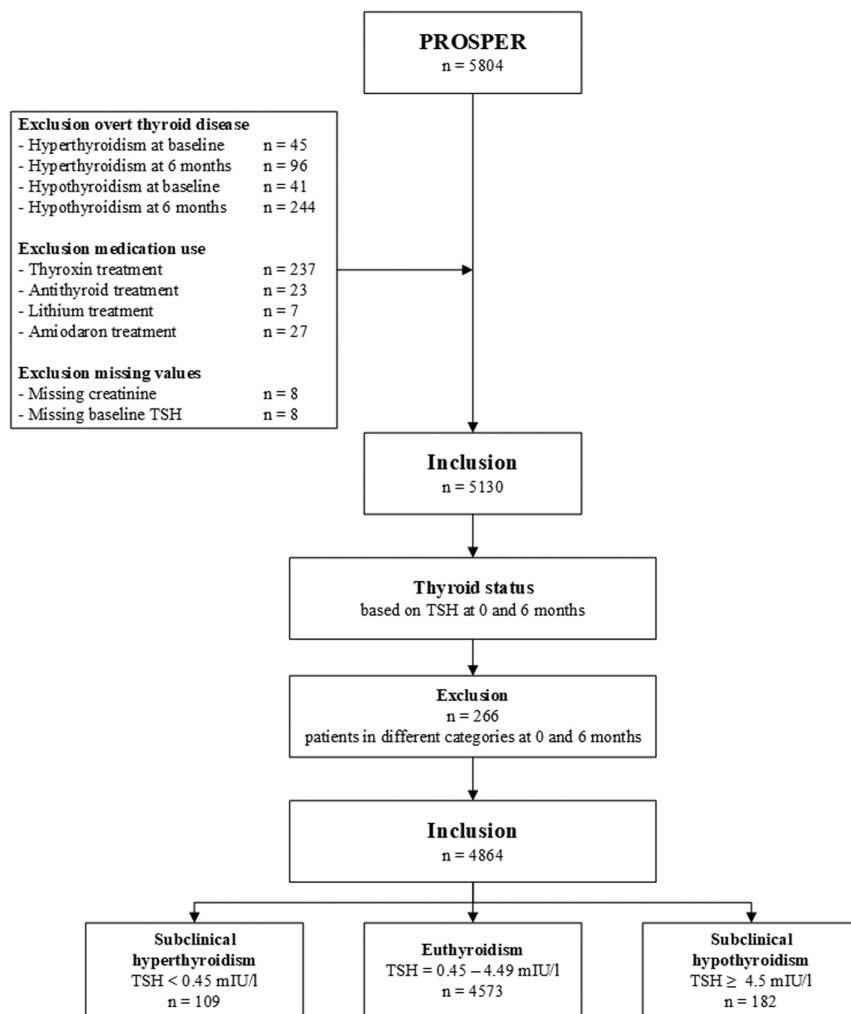 PROSPER
n = 5804
Exclusion overt thyroid disease
- Hyperthyroidism at baseline n = 45
- Hyperthyroidism at 6 months n = 96
- Hypothyroidism at baseline n = 41
- Hypothyroidism at 6 months n = 244
Exclusion medication use
- Thyroxin treatment n = 237
- Antithyroid treatment n = 23
- Lithium treatment n = 7
- Amiodaron treatment n = 27
Exclusion missing values
- Missing creatinine n = 8
- Missing baseline TSH n = 8
Inclusion
n = 5130
Thyroid status
based on TSH at 0 and 6 months
Exclusion
n = 266
patients in different categories at 0 and 6 months
Inclusion
n = 4864
Subclinical
hyperthyroidism
TSH < 0.45 mIU/l
n = 109
Euthyroidism
TSH = 0.45 – 4.49 mIU/l
n = 4573
Subclinical
hypothyroidism
TSH ≥ 4.5 mIU/l
n = 182